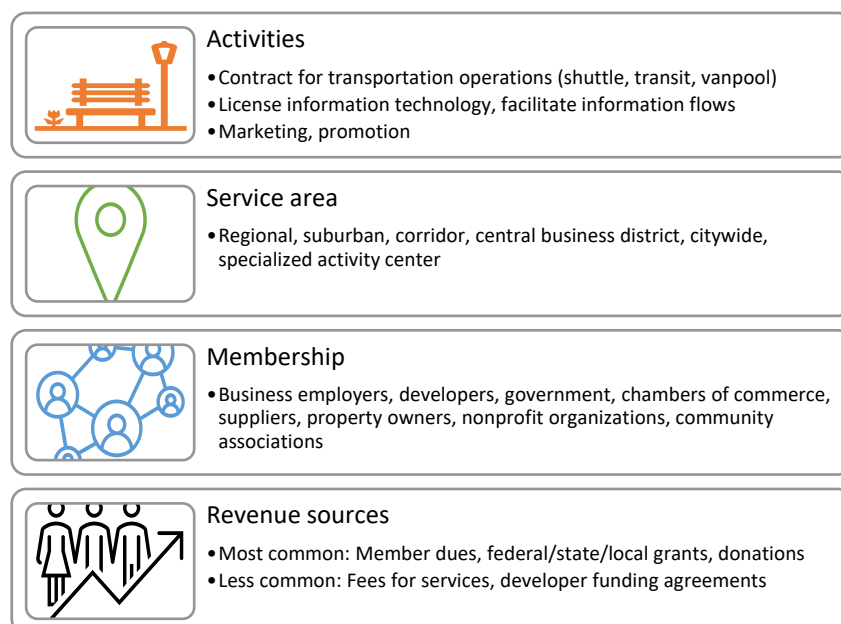 Activities
•Contract for transportation operations (shuttle, transit, vanpool)
•License information technology, facilitate information flows
•Marketing, promotion
Service area
•Regional, suburban, corridor, central business district, citywide,
specialized activity center
Membership
•Business employers, developers, government, chambers of commerce,
suppliers, property owners, nonprofit organizations, community
associations
Revenue sources
•Most common: Member dues, federal/state/local grants, donations
•Less common: Fees for services, developer funding agreements